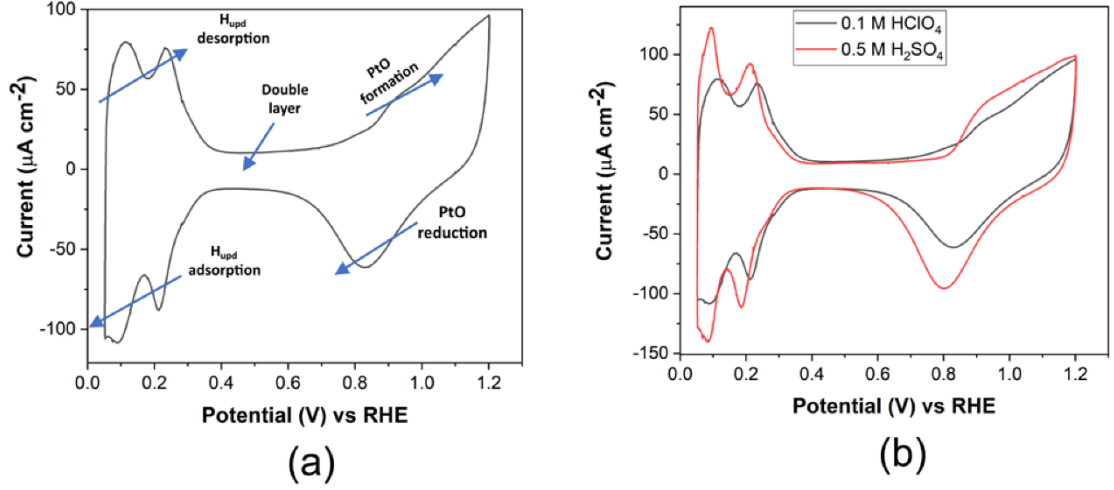 100
50
0
-50
-100
Current (μA cm-2)
H_upd
desorption
Double
layer
PtO
formation
PtO
reduction
H_upd
adsorption
0.0 0.2 0.4 0.6 0.8 1.0 1.2
Potential (V) vs RHE
(a)
0.1 M HClO4
0.5 M H2SO4
100
50
0
-50
-100
-150
Current (μA cm-2)
0.0 0.2 0.4 0.6 0.8 1.0 1.2
Potential (V) vs RHE
(b)